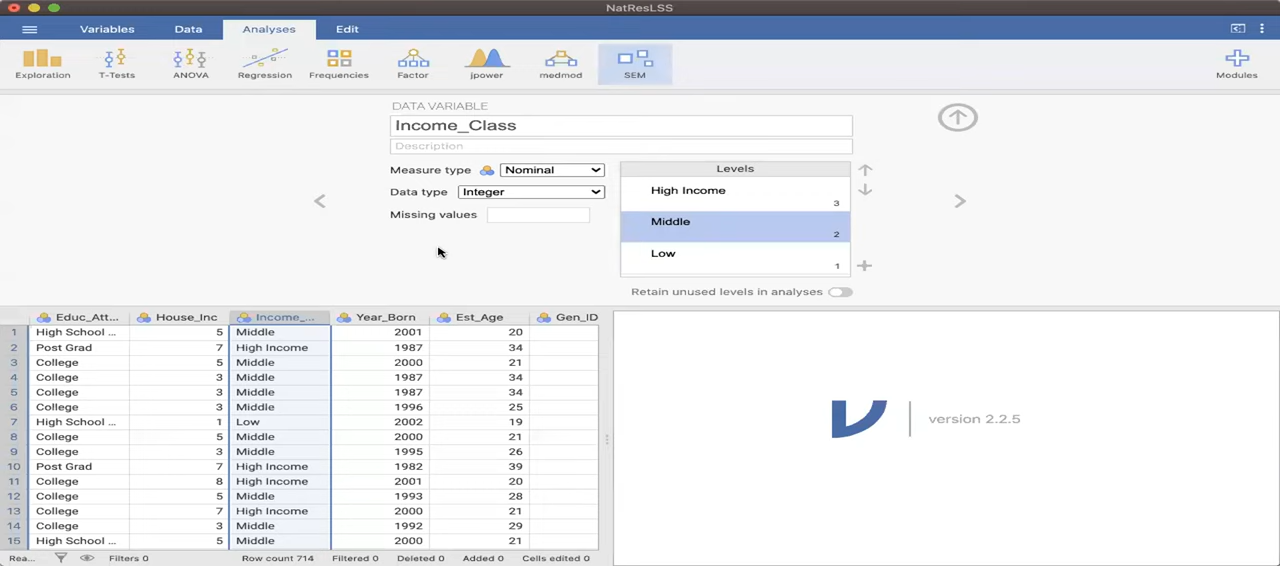 NatResLSS
Variables Data Analyses Edit
Exploration T-Tests ANOVA Regression Frequencies Factor jpower medmod SEM Modules
DATA VARIABLE
Income_Class
Description
Measure type Nominal
Data type Integer
Missing values
Levels
High Income 3
Middle 2
Low 1
Retain unused levels in analyses
Educ_Att... House_Inc Income_... Year_Born Est_Age Gen_ID
1 High School ... 5 Middle 2001 20
2 Post Grad 7 High Income 1987 34
3 College 5 Middle 2000 21
4 College 3 Middle 1987 34
5 College 3 Middle 1987 34
6 College 3 Middle 1996 25
7 High School ... 1 Low 2002 19
8 College 5 Middle 2000 21
9 College 3 Middle 1995 26
10 Post Grad 7 High Income 1982 39
11 College 8 High Income 2001 20
12 College 5 Middle 1993 28
13 College 7 High Income 2000 21
14 College 3 Middle 1992 29
15 High School ... 5 Middle 2000 21
version 2.2.5
Rea... Filters 0 Row count 714 Filtered 0 Deleted 0 Added 0 Cells edited 0